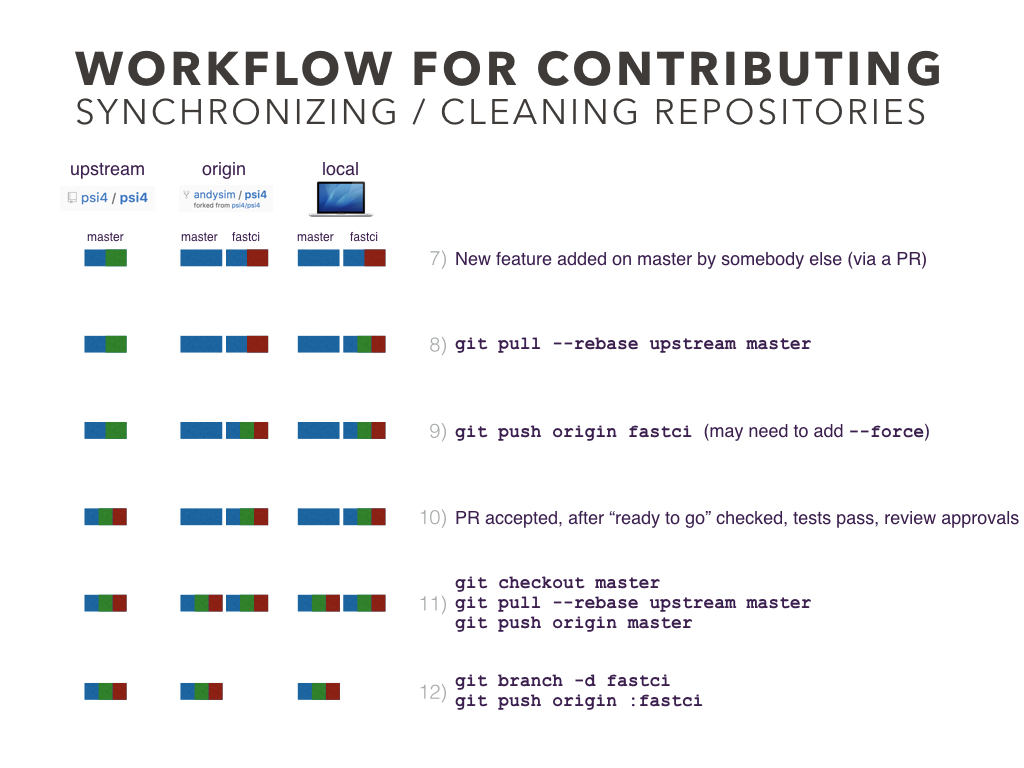 WORKFLOW FOR CONTRIBUTING
SYNCHRONIZING / CLEANING REPOSITORIES
upstream origin local
psi4 / psi4 andysim / psi4
forked from psi4/psi4
master master fastci master fastci
7) New feature added on master by somebody else (via a PR)
8) git pull --rebase upstream master
9) git push origin fastci (may need to add --force)
10) PR accepted, after “ready to go” checked, tests pass, review approvals
git checkout master
11) git pull --rebase upstream master
git push origin master
12) git branch -d fastci
git push origin :fastci